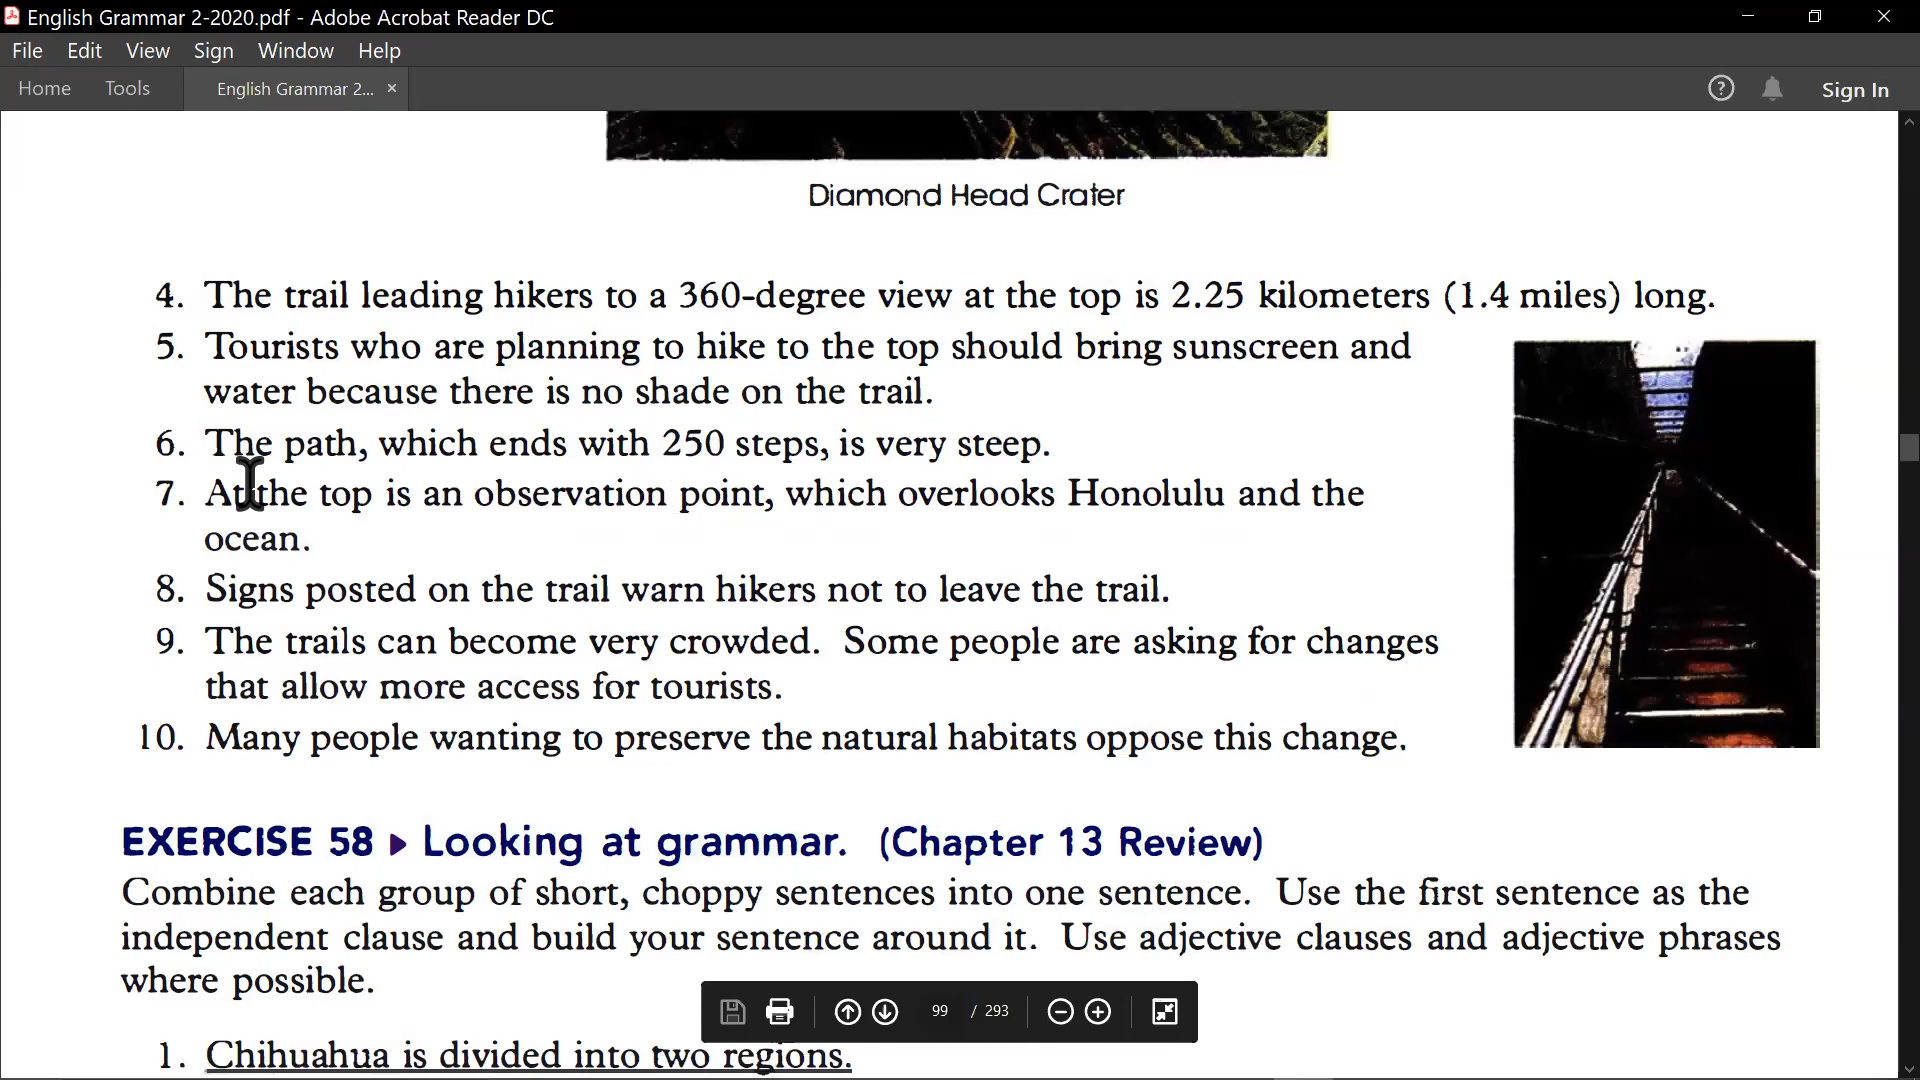 English Grammar 2-2020.pdf - Adobe Acrobat Reader DC
File Edit View Sign Window Help
Home Tools English Grammar 2... × Sign In
Diamond Head Crater
4. The trail leading hikers to a 360-degree view at the top is 2.25 kilometers (1.4 miles) long.
5. Tourists who are planning to hike to the top should bring sunscreen and
water because there is no shade on the trail.
6. The path, which ends with 250 steps, is very steep.
7. At the top is an observation point, which overlooks Honolulu and the
ocean.
8. Signs posted on the trail warn hikers not to leave the trail.
9. The trails can become very crowded. Some people are asking for changes
that allow more access for tourists.
10. Many people wanting to preserve the natural habitats oppose this change.
EXERCISE 58 ▸ Looking at grammar. (Chapter 13 Review)
Combine each group of short, choppy sentences into one sentence. Use the first sentence as the
independent clause and build your sentence around it. Use adjective clauses and adjective phrases
where possible.
99 / 293
1. Chihuahua is divided into two regions.